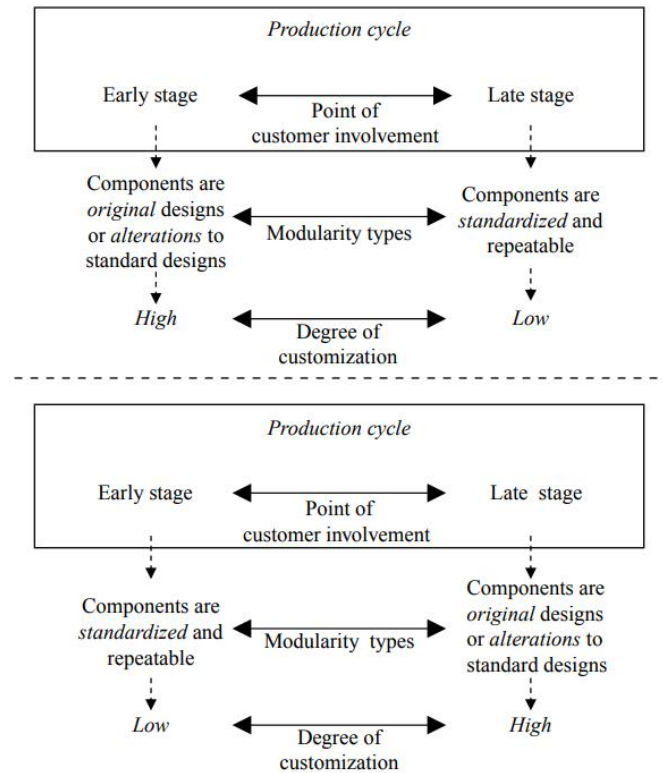 Production cycle
Early stage
Late stage
Point of
customer involvement
Components are
original designs
or alterations to
standard designs
Modularity types
Components are
standardized and
repeatable
High
Degree of
customization
Low
Production cycle
Early stage
Late stage
Point of
customer involvement
Components are
standardized and
repeatable
Modularity types
Components are
original designs
or alterations to
standard designs
Low
Degree of
customization
High